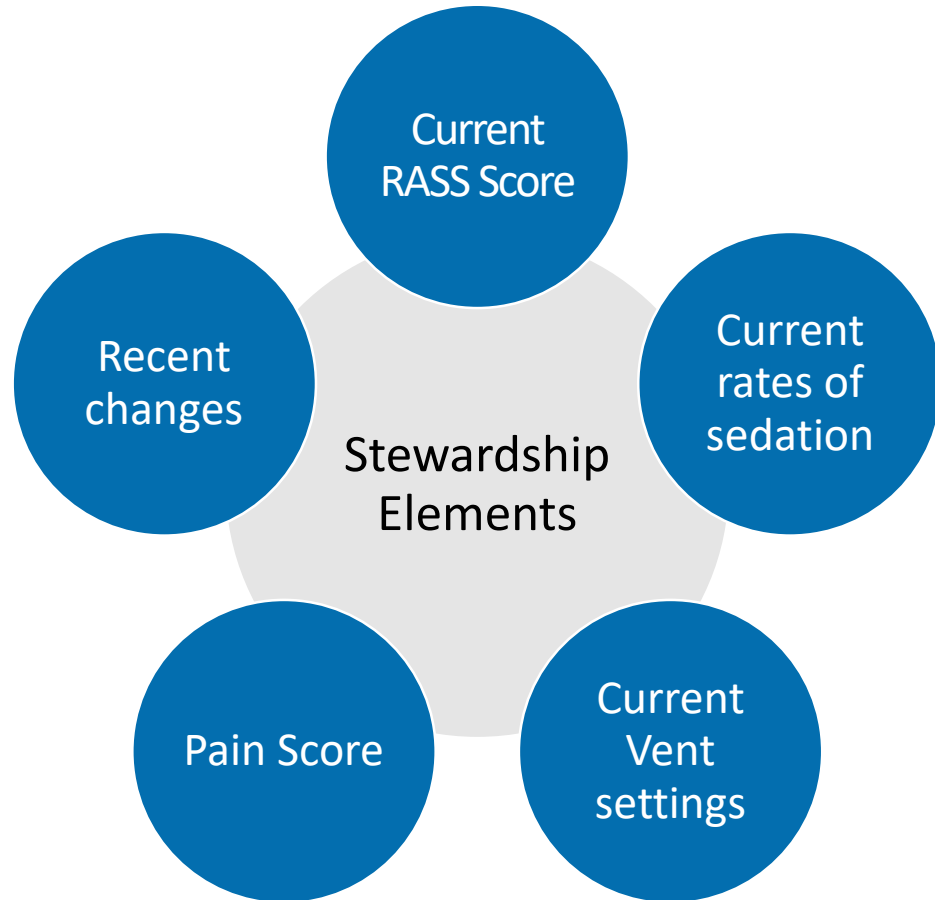 Current
RASS Score
Current
rates of
sedation
Current
Vent
settings
Pain Score
Recent
changes
Stewardship
Elements